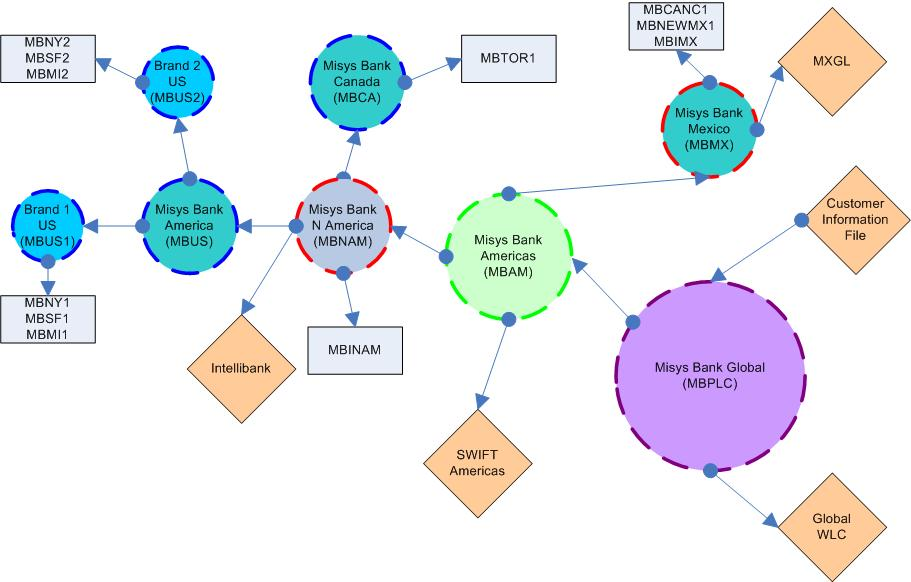 MBNY2
MBSF2
MBMI2
Brand 2
US
(MBUS2)
Misys Bank
Canada
(MBCA)
MBTOR1
MBCANC1
MBNEWMX1
MBIMX
MXGL
Misys Bank
Mexico
(MBMX)
Brand 1
US
(MBUS1)
Misys Bank
America
(MBUS)
Misys Bank
N America
(MBNAM)
Misys Bank
Americas
(MBAM)
Customer
Information
File
MBNY1
MBSF1
MBMI1
Intellibank
MBINAM
Misys Bank Global
(MBPLC)
SWIFT
Americas
Global
WLC